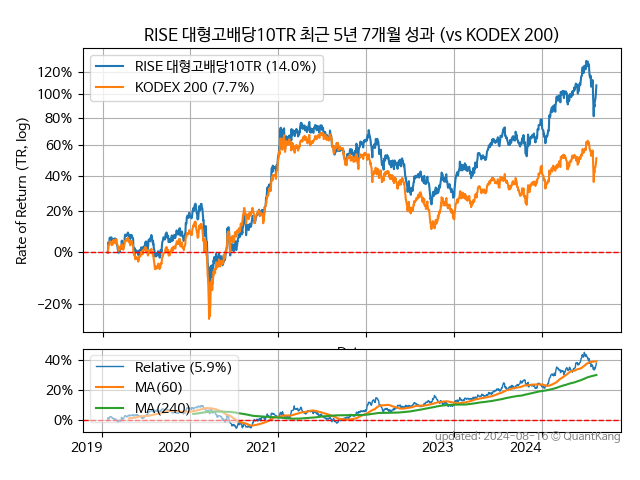 RISE 대형고배당10TR 최근 5년 7개월 성과 (vs KODEX 200)
RISE 대형고배당10TR (14.0%)
KODEX 200 (7.7%)
Rate of Return (TR, log)
120%
100%
80%
60%
40%
20%
0%
−20%
40%
20%
0%
Relative (5.9%)
MA(60)
MA(240)
2019
2020
2021
2022
2023
2024
updated: 2024-08-16 © QuantKang